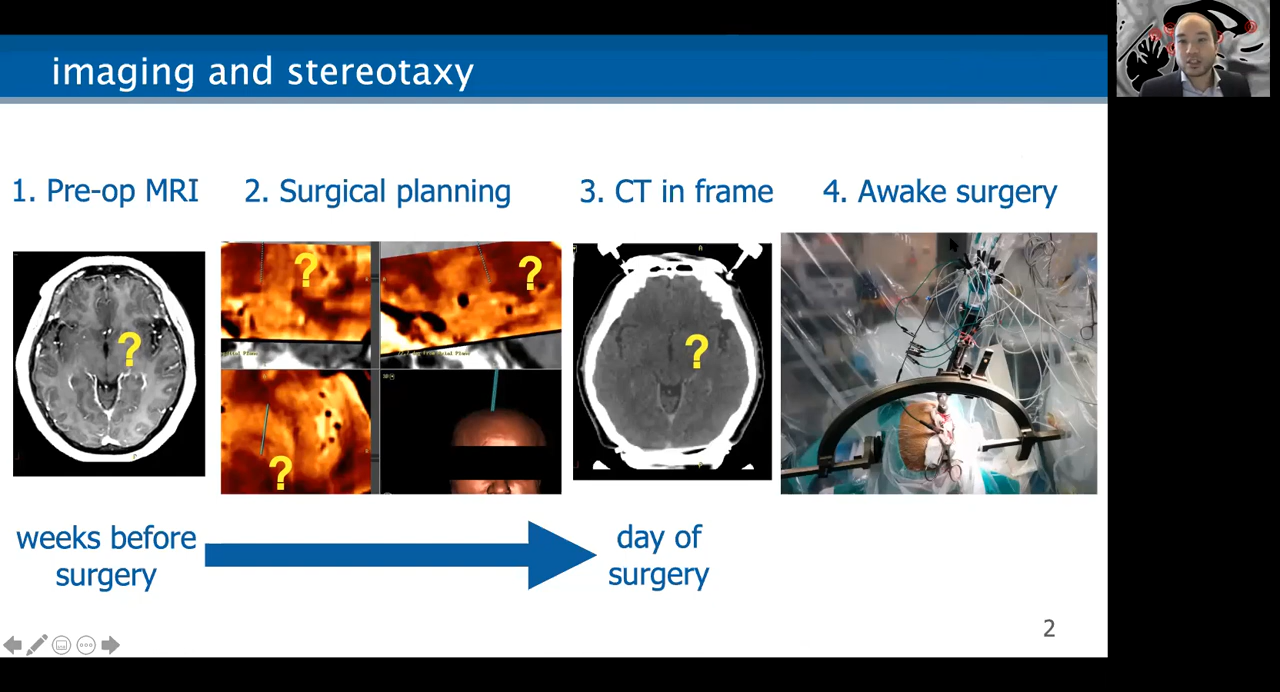 imaging and stereotaxy
1. Pre-op MRI
2. Surgical planning
3. CT in frame
4. Awake surgery
?
?
?
?
?
weeks before
surgery
day of
surgery
2